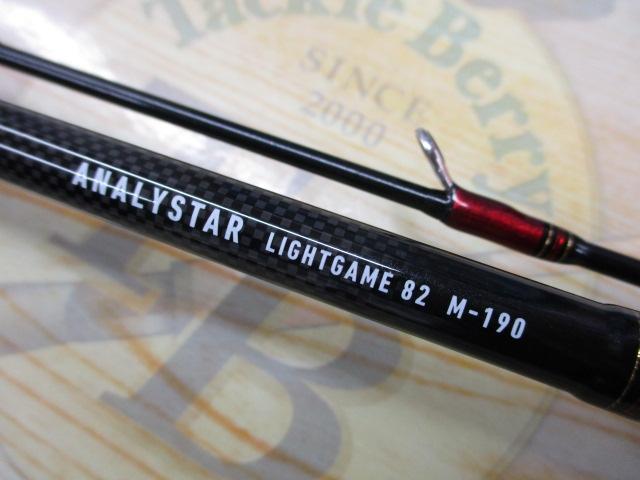 Tackle Berry
SINCE
2000
ANALYSTAR LIGHTGAME 82 M-190
B